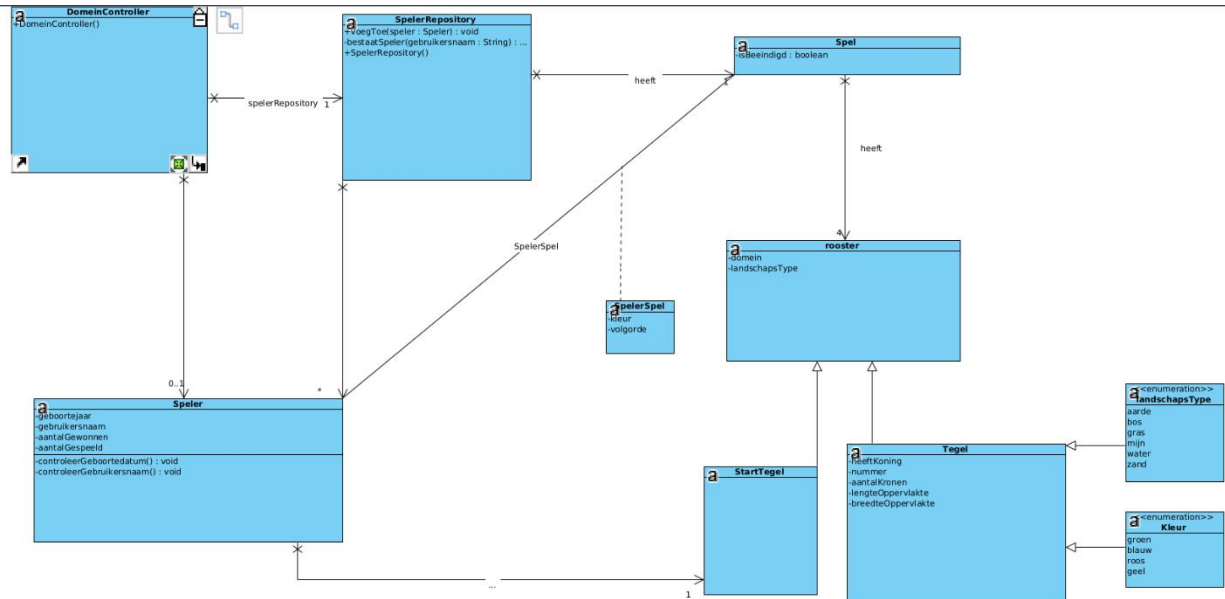 DomeinController
+DomeinController()
SpelerRepository
+voegToe(speler : Speler) : void
-bestaatSpeler(gebruikersnaam : String) : ...
+SpelerRepository()
Spel
-isBeeindigd : boolean
spelerRepository
1
heeft
1
heeft
4
SpelerSpel
rooster
-domein
-landschapsType
SpelerSpel
-kleur
-volgorde
0..1
*
Speler
-geboortejaar
-gebruikersnaam
-aantalGewonnen
-aantalGespeeld
-controleerGeboortedatum() : void
-controleerGebruikersnaam() : void
StartTegel
Tegel
-heeftKoning
-nummer
-aantalKronen
-lengteOppervlakte
-breedteOppervlakte
<<enumeration>>
landschapsType
aarde
bos
gras
mijn
water
zand
<<enumeration>>
Kleur
groen
blauw
roos
geel
...
1